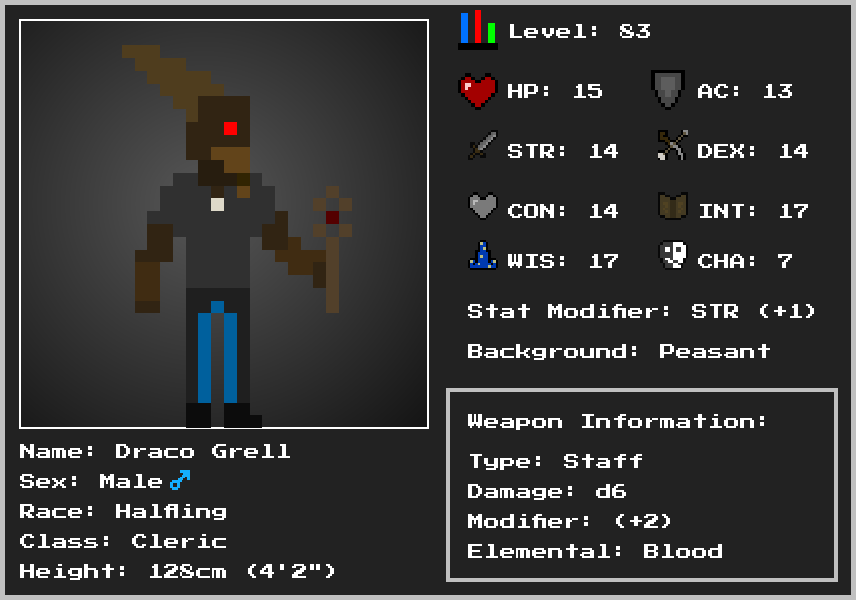 Level: 83
HP: 15
AC: 13
STR: 14
DEX: 14
CON: 14
INT: 17
WIS: 17
CHA: 7
Stat Modifier: STR (+1)
Background: Peasant
Name: Draco Grell
Sex: Male♂
Race: Halfling
Class: Cleric
Height: 128cm (4'2")
Weapon Information:
Type: Staff
Damage: d6
Modifier: (+2)
Elemental: Blood